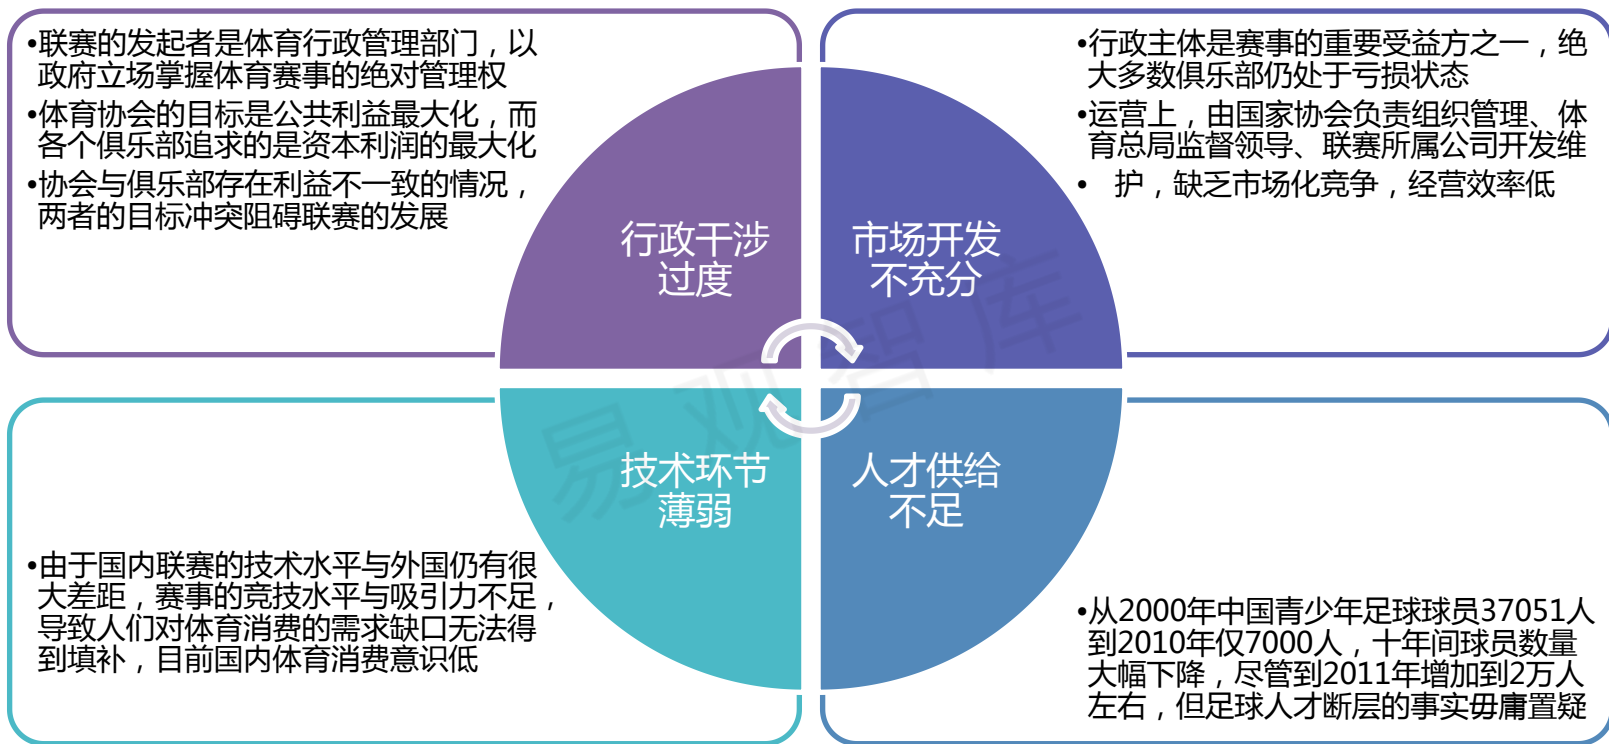 •联赛的发起者是体育行政管理部门，以
政府立场掌握体育赛事的绝对管理权
•体育协会的目标是公共利益最大化，而
各个俱乐部追求的是资本利润的最大化
•协会与俱乐部存在利益不一致的情况，
两者的目标冲突阻碍联赛的发展
行政干涉
过度
•行政主体是赛事的重要受益方之一，绝
大多数俱乐部仍处于亏损状态
•运营上，由国家协会负责组织管理、体
育总局监督领导、联赛所属公司开发维
• 护，缺乏市场化竞争，经营效率低
市场开发
不充分
技术环节
薄弱
•由于国内联赛的技术水平与外国仍有很
大差距，赛事的竞技水平与吸引力不足，
导致人们对体育消费的需求缺口无法得
到填补，目前国内体育消费意识低
人才供给
不足
•从2000年中国青少年足球球员37051人
到2010年仅7000人，十年间球员数量
大幅下降，尽管到2011年增加到2万人
左右，但足球人才断层的事实毋庸置疑
易观智库